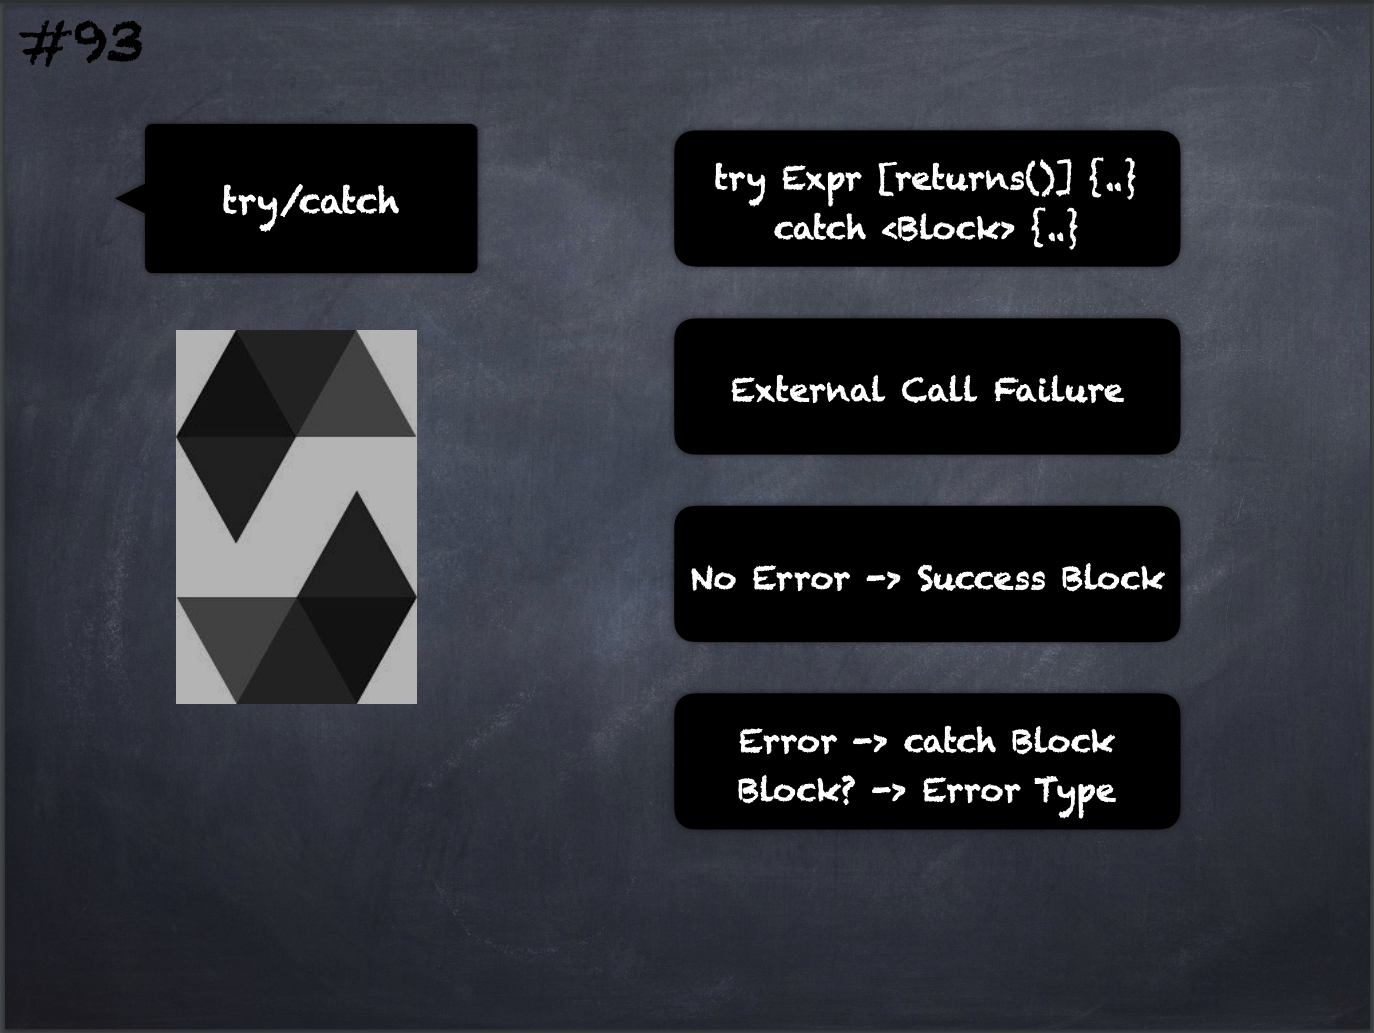 #93
try/catch
try Expr [returns()] {..}
catch <Block> {..}
External Call Failure
No Error -> Success Block
Error -> catch Block
Block? -> Error Type